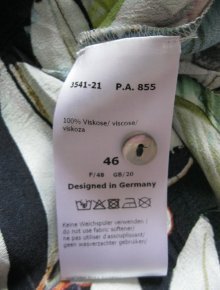 3541-21 P.A. 855
100% Viskose/ viscose/
viskoza
46
F/48 GB/20
Designed in Germany
Keine Weichspüler verwenden /
do not use fabric softener/
ne pas utiliser d'assouplissant/
geen wasverzachter gebruiken/